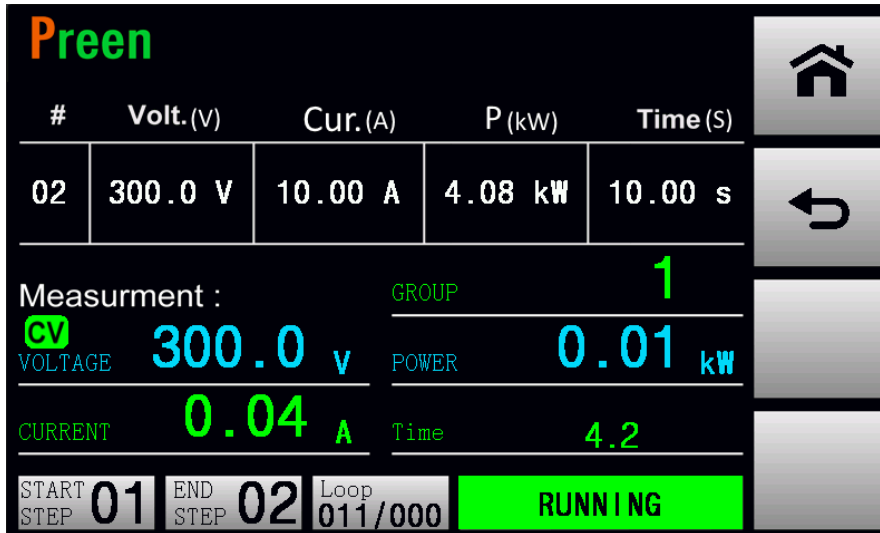 Preen
# Volt.(V) Cur.(A) P(kW) Time(S)
02 300.0 V 10.00 A 4.08 kW 10.00 s
Measurment :
GROUP 1
CV
VOLTAGE 300.0 V
POWER 0.01 kW
CURRENT 0.04 A
Time 4.2
START STEP 01
END STEP 02
Loop 011/000
RUNNING